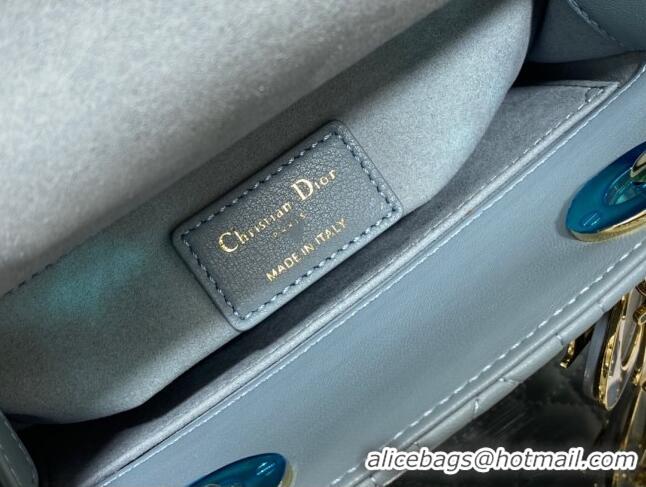 Christian Dior
PARIS
MADE IN ITALY
alicebags@hotmail.com